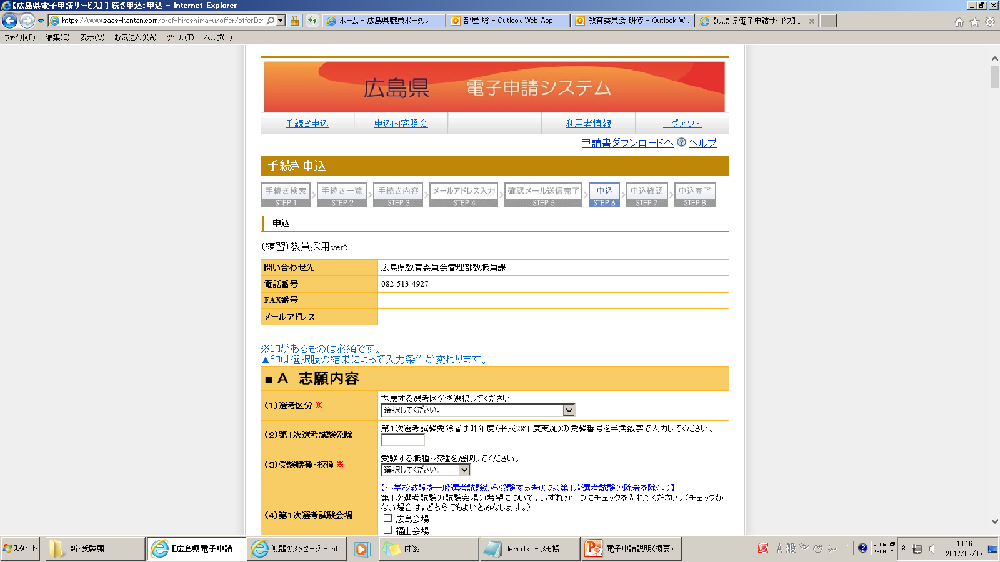 【広島県電子申請サービス】手続き申込：申込 - Internet Explorer
https://www.saas-kantan.com/pref-hiroshima-u/offer/offerDe
ホーム - 広島県職員ポータル
部屋 聡 - Outlook Web App
教育委員会 研修 - Outlook W...
【広島県電子申請サービス】...
ファイル(F) 編集(E) 表示(V) お気に入り(A) ツール(T) ヘルプ(H)
広島県 電子申請システム
手続き申込 申込内容照会 利用者情報 ログアウト
申請書ダウンロードへ ? ヘルプ
手続き申込
手続き検索 手続き一覧 手続き内容 メールアドレス入力 確認メール送信完了 申込 申込確認 申込完了
STEP 1 STEP 2 STEP 3 STEP 4 STEP 5 STEP 6 STEP 7 STEP 8
申込
（練習）教員採用ver5
問い合わせ先 広島県教育委員会管理部教職員課
電話番号 082-513-4927
FAX番号
メールアドレス
※印があるものは必須です。
▲印は選択肢の結果によって入力条件が変わります。
■Ａ 志願内容
（1）選考区分 ※
志願する選考区分を選択してください。
選択してください。
（2）第１次選考試験免除
第１次選考試験免除者は昨年度（平成28年度実施）の受験番号を半角数字で入力してください。
（3）受験職種・校種 ※
受験する職種・校種を選択してください。
選択してください。
（4）第１次選考試験会場
【小学校教諭を一般選考試験から受験する者のみ（第１次選考試験免除者を除く。）】
第１次選考試験の試験会場の希望について，いずれか１つにチェックを入れてください。（チェックが
ない場合は，どちらでもよいとみなします。）
広島会場
福山会場
スタート
新・受験願
【広島県電子申請...
無題のメッセージ - Int...
付箋
demo.txt - メモ帳
電子申請説明（概要）...
A 般
CAPS
KANA
10:16
2017/02/17